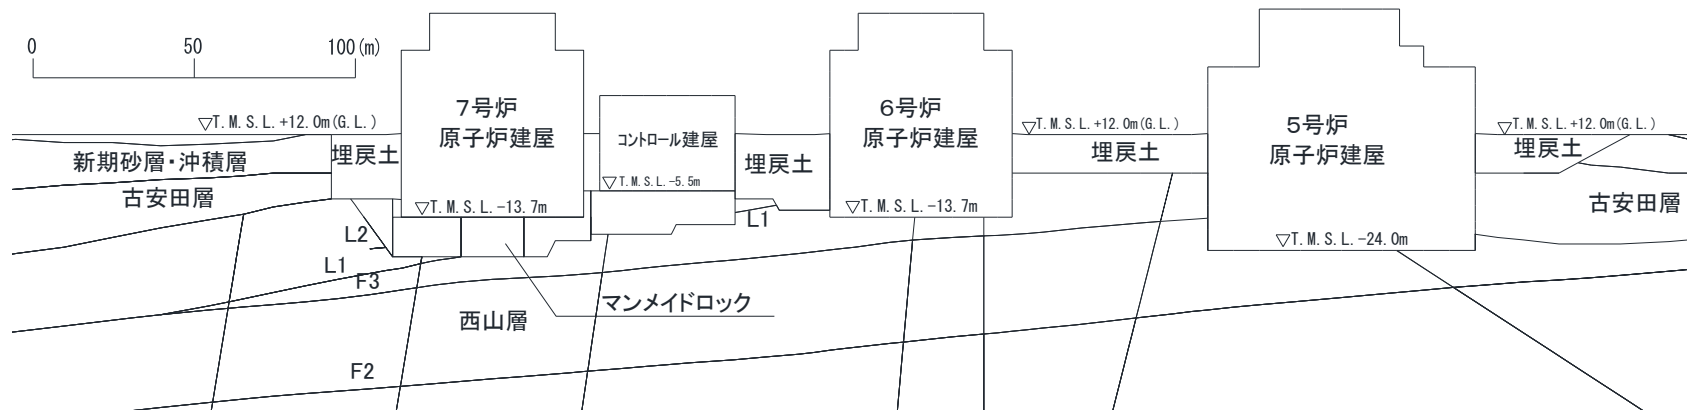 0 50 100(m)
▽T.M.S.L.+12.0m(G.L.)
新期砂層・沖積層
古安田層
埋戻土
7号炉
原子炉建屋
▽T.M.S.L.-13.7m
コントロール建屋
▽T.M.S.L.-5.5m
埋戻土
6号炉
原子炉建屋
▽T.M.S.L.-13.7m
▽T.M.S.L.+12.0m(G.L.)
埋戻土
5号炉
原子炉建屋
▽T.M.S.L.-24.0m
▽T.M.S.L.+12.0m(G.L.)
埋戻土
古安田層
L2
L1
L1
F3
マンメイドロック
西山層
F2